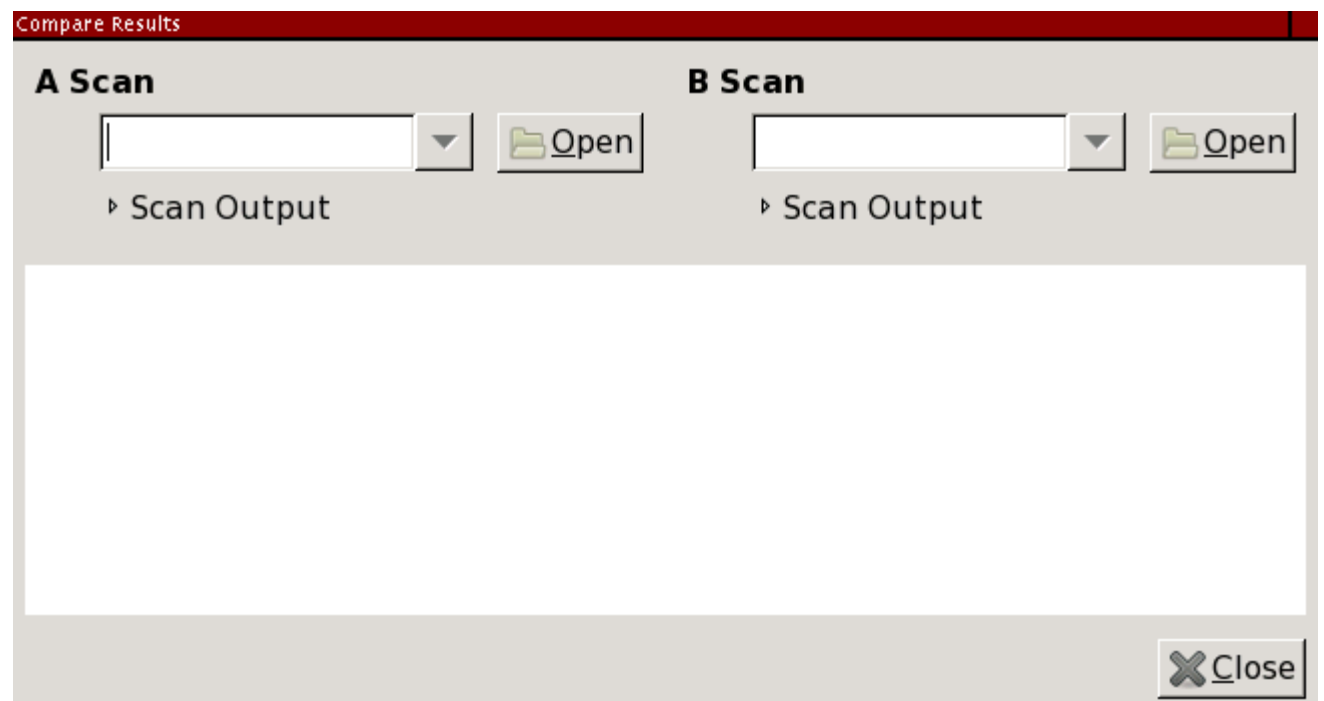 Compare Results
A Scan B Scan
Open Open
Scan Output Scan Output
Close